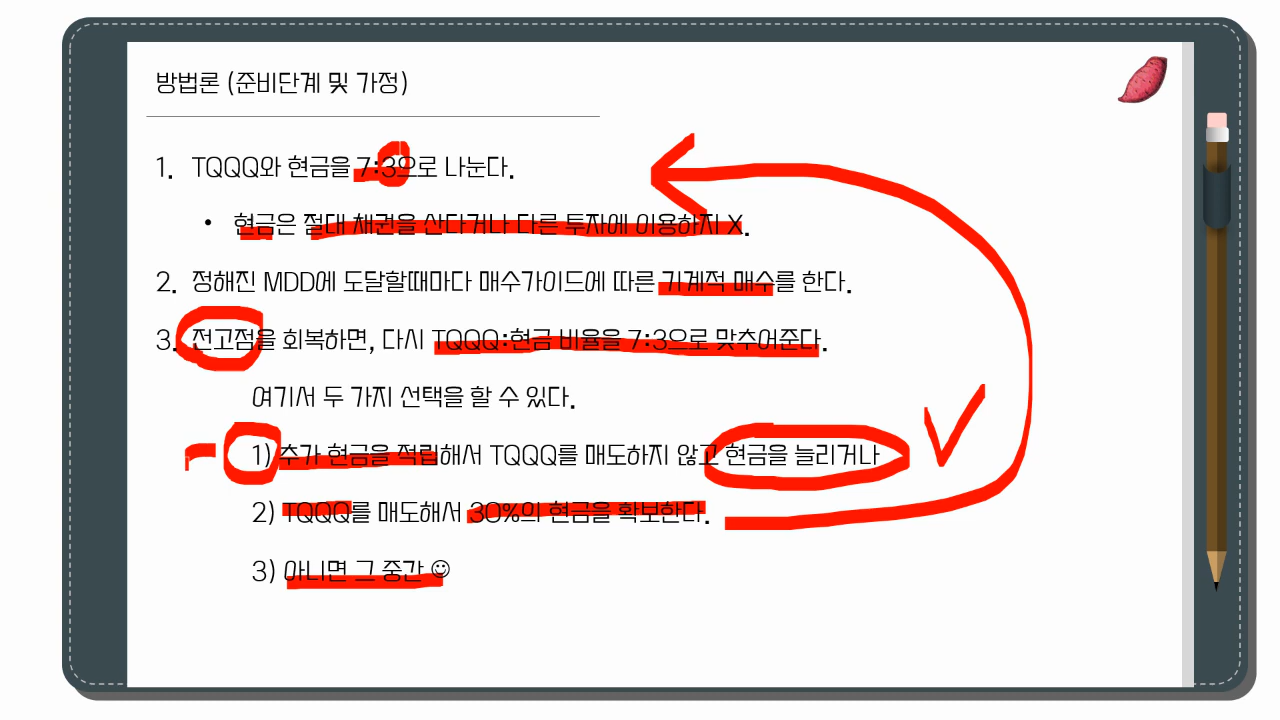 방법론 (준비단계 및 가정)
1. TQQQ와 현금을 7:3으로 나눈다.
• 현금은 절대 채권을 산다거나 다른 투자에 이용하지 X.
2. 정해진 MDD에 도달할때마다 매수가이드에 따른 기계적 매수를 한다.
3. 전고점을 회복하면, 다시 TQQQ:현금 비율을 7:3으로 맞추어준다.
여기서 두 가지 선택을 할 수 있다.
1) 추가 현금을 적립해서 TQQQ를 매도하지 않고 현금을 늘리거나
2) TQQQ를 매도해서 30%의 현금을 확보한다.
3) 아니면 그 중간 ☺